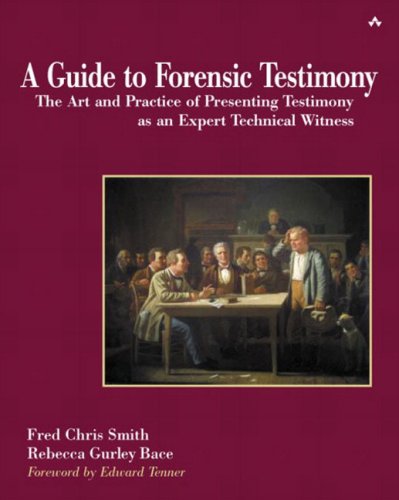 A Guide to Forensic Testimony
The Art and Practice of Presenting Testimony
as an Expert Technical Witness
Fred Chris Smith
Rebecca Gurley Bace
Foreword by Edward Tenner